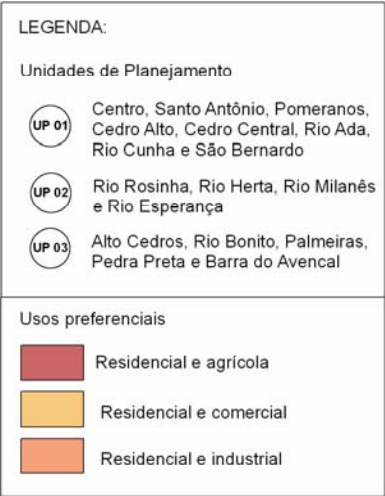 LEGENDA:
Unidades de Planejamento
UP 01
Centro, Santo Antônio, Pomeranos,
Cedro Alto, Cedro Central, Rio Ada,
Rio Cunha e São Bernardo
UP 02
Rio Rosinha, Rio Herta, Rio Milanês
e Rio Esperança
UP 03
Alto Cedros, Rio Bonito, Palmeiras,
Pedra Preta e Barra do Avencal
Usos preferenciais
Residencial e agrícola
Residencial e comercial
Residencial e industrial